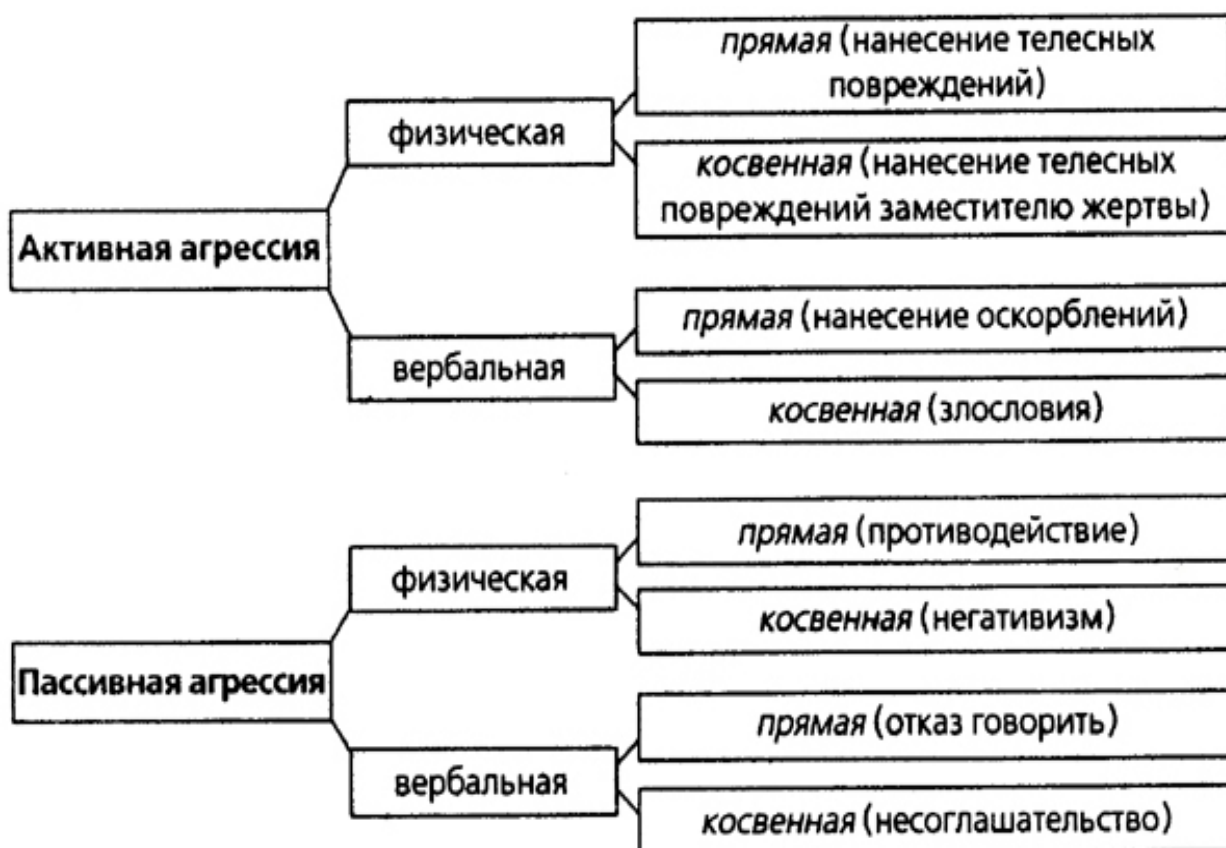 Активная агрессия
физическая
прямая (нанесение телесных
повреждений)
косвенная (нанесение телесных
повреждений заместителю жертвы)
вербальная
прямая (нанесение оскорблений)
косвенная (злословия)
Пассивная агрессия
физическая
прямая (противодействие)
косвенная (негативизм)
вербальная
прямая (отказ говорить)
косвенная (несоглашательство)